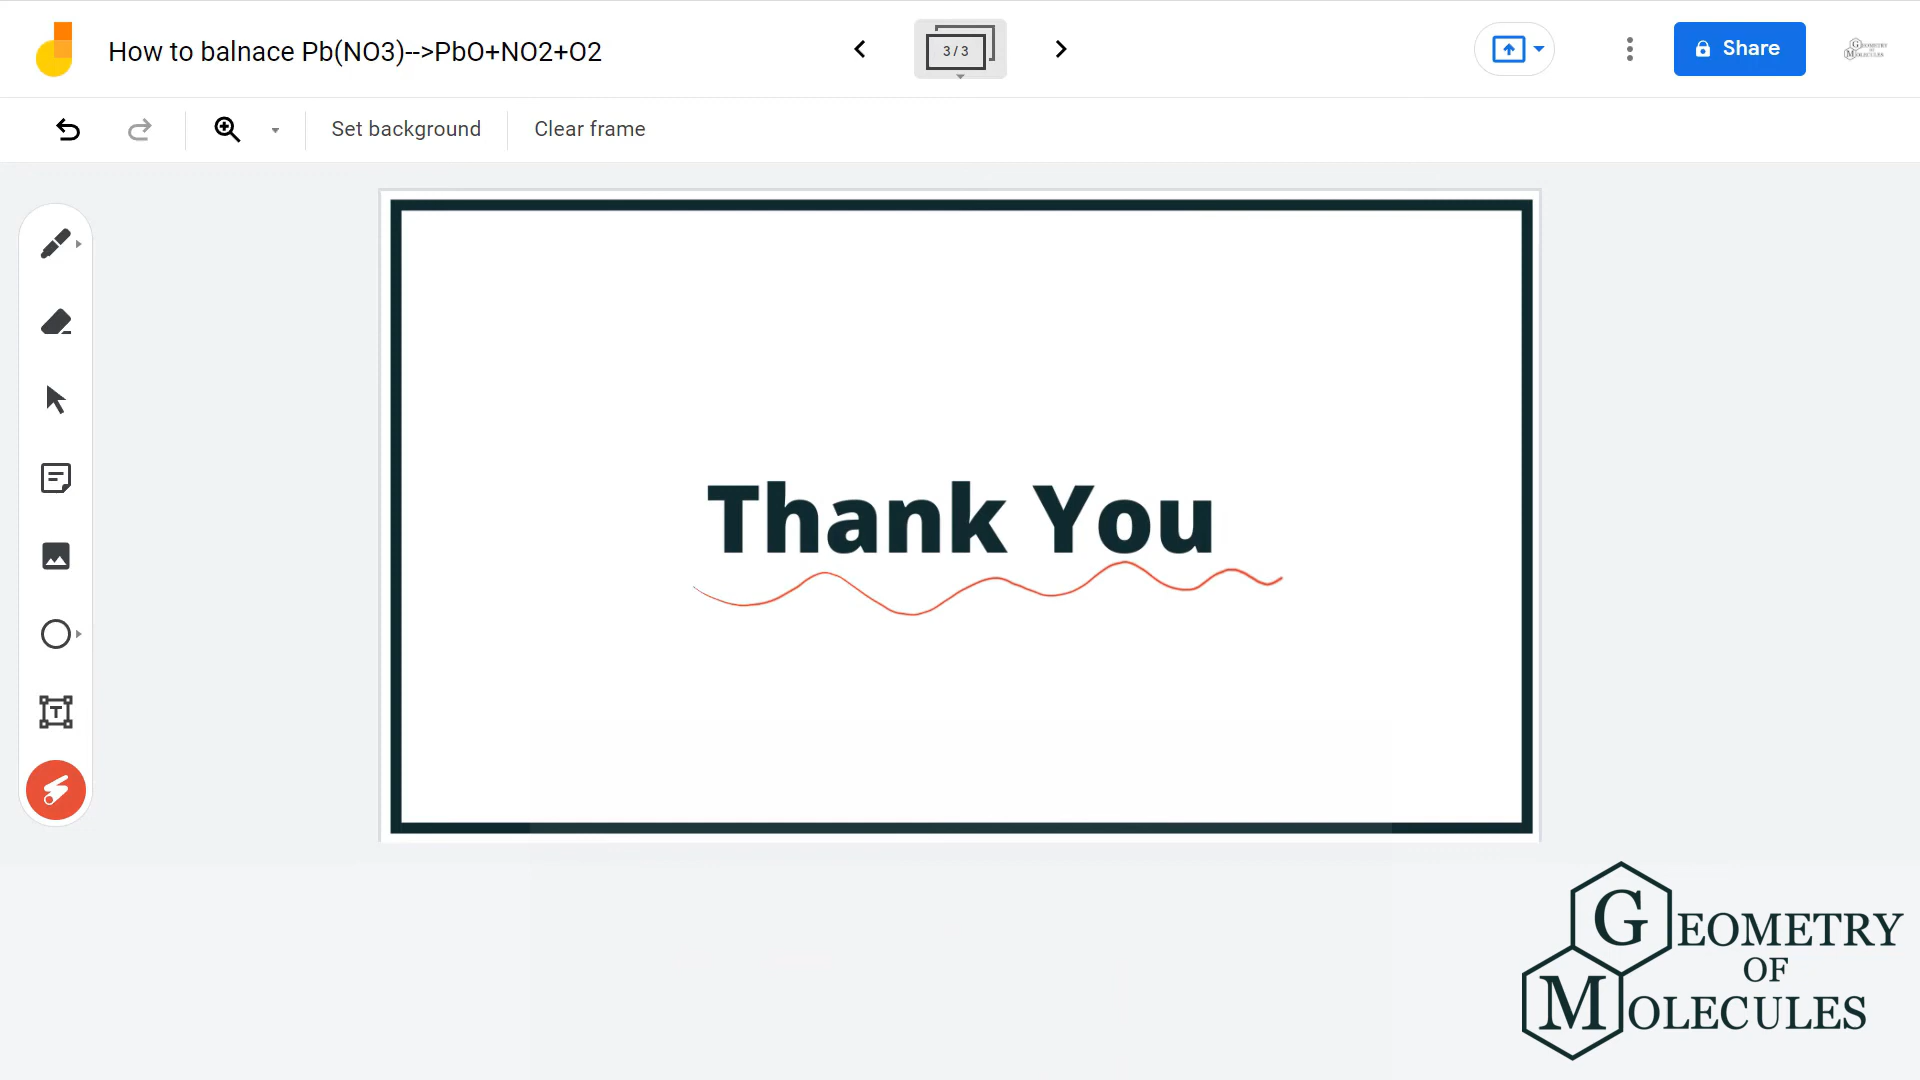 How to balnace Pb(NO3)-->PbO+NO2+O2
3 / 3
Share
Set background
Clear frame
Thank You
GEOMETRY
OF
MOLECULES